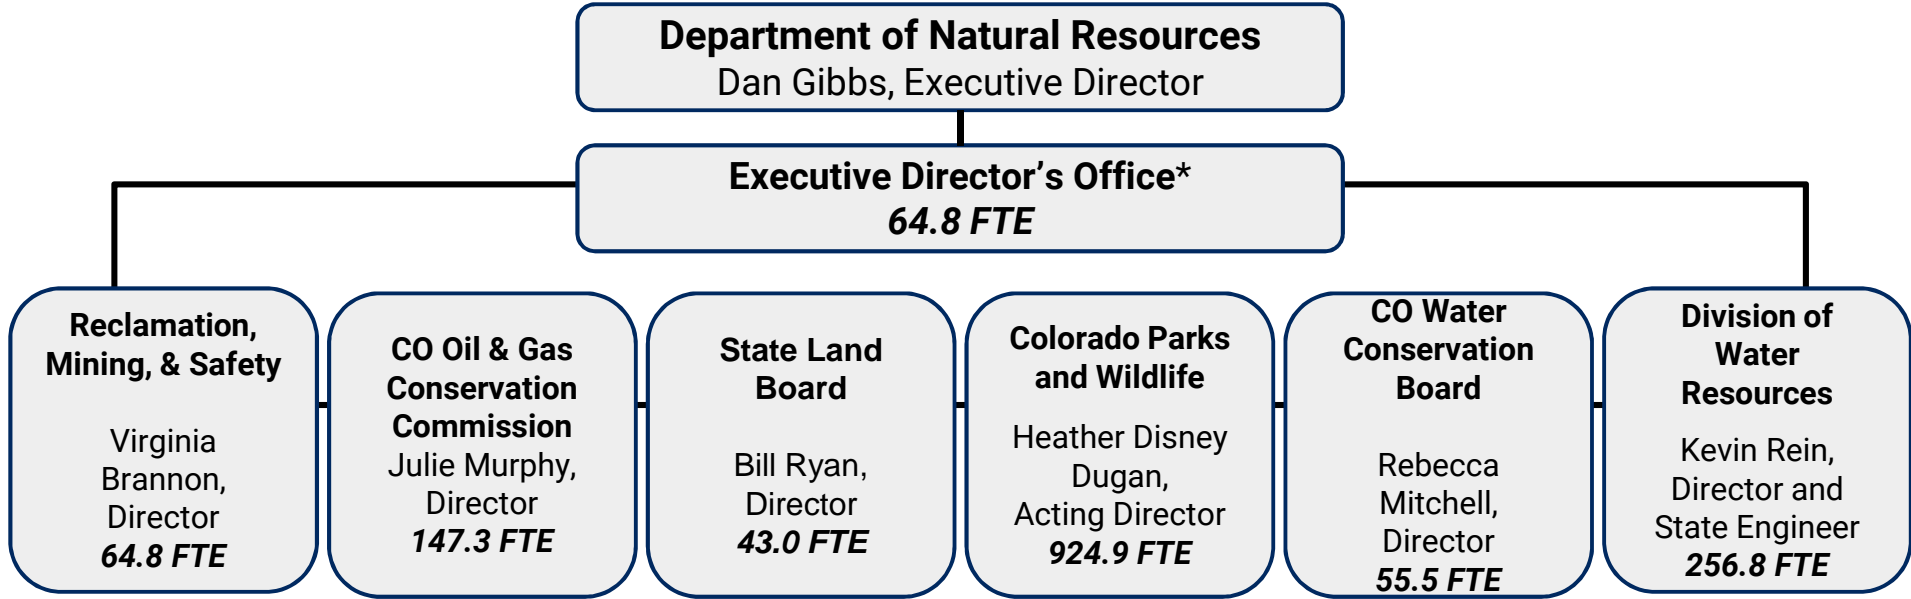 Department of Natural Resources
Dan Gibbs, Executive Director
Executive Director’s Office*
64.8 FTE
Reclamation,
Mining, & Safety
Virginia
Brannon,
Director
64.8 FTE
CO Oil & Gas
Conservation
Commission
Julie Murphy,
Director
147.3 FTE
State Land
Board
Bill Ryan,
Director
43.0 FTE
Colorado Parks
and Wildlife
Heather Disney
Dugan,
Acting Director
924.9 FTE
CO Water
Conservation
Board
Rebecca
Mitchell,
Director
55.5 FTE
Division of
Water
Resources
Kevin Rein,
Director and
State Engineer
256.8 FTE